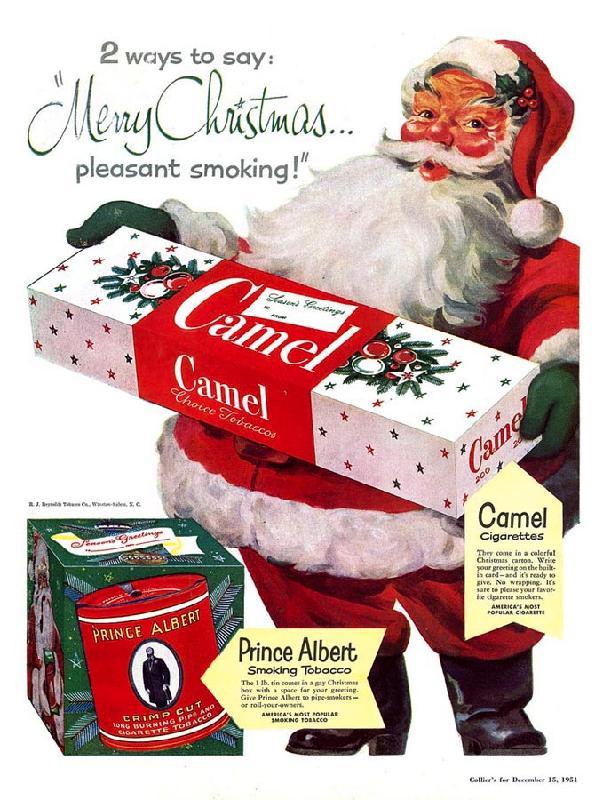 2 ways to say:
"Merry Christmas...
pleasant smoking!"
Season's Greetings
Camel
Camel
Choice Tobaccos
Camel
200
R. J. Reynolds Tobacco Co., Winston-Salem, N. C.
Camel
Cigarettes
They come in a colorful
Christmas carton. Write
your greeting on the built-
in card—and it's ready to
give. No wrapping. It's
sure to please your favor-
ite cigarette smokers.
AMERICA'S MOST
POPULAR CIGARETTE
Season's Greetings
PRINCE ALBERT
CRIMP CUT
LONG BURNING PIPE AND
CIGARETTE TOBACCO
Prince Albert
Smoking Tobacco
The 1 lb. tin comes in a gay Christmas
box with a space for your greeting.
Give Prince Albert to pipe-smokers—
or roll-your-owners.
AMERICA'S MOST POPULAR
SMOKING TOBACCO
Collier's for December 15, 1951